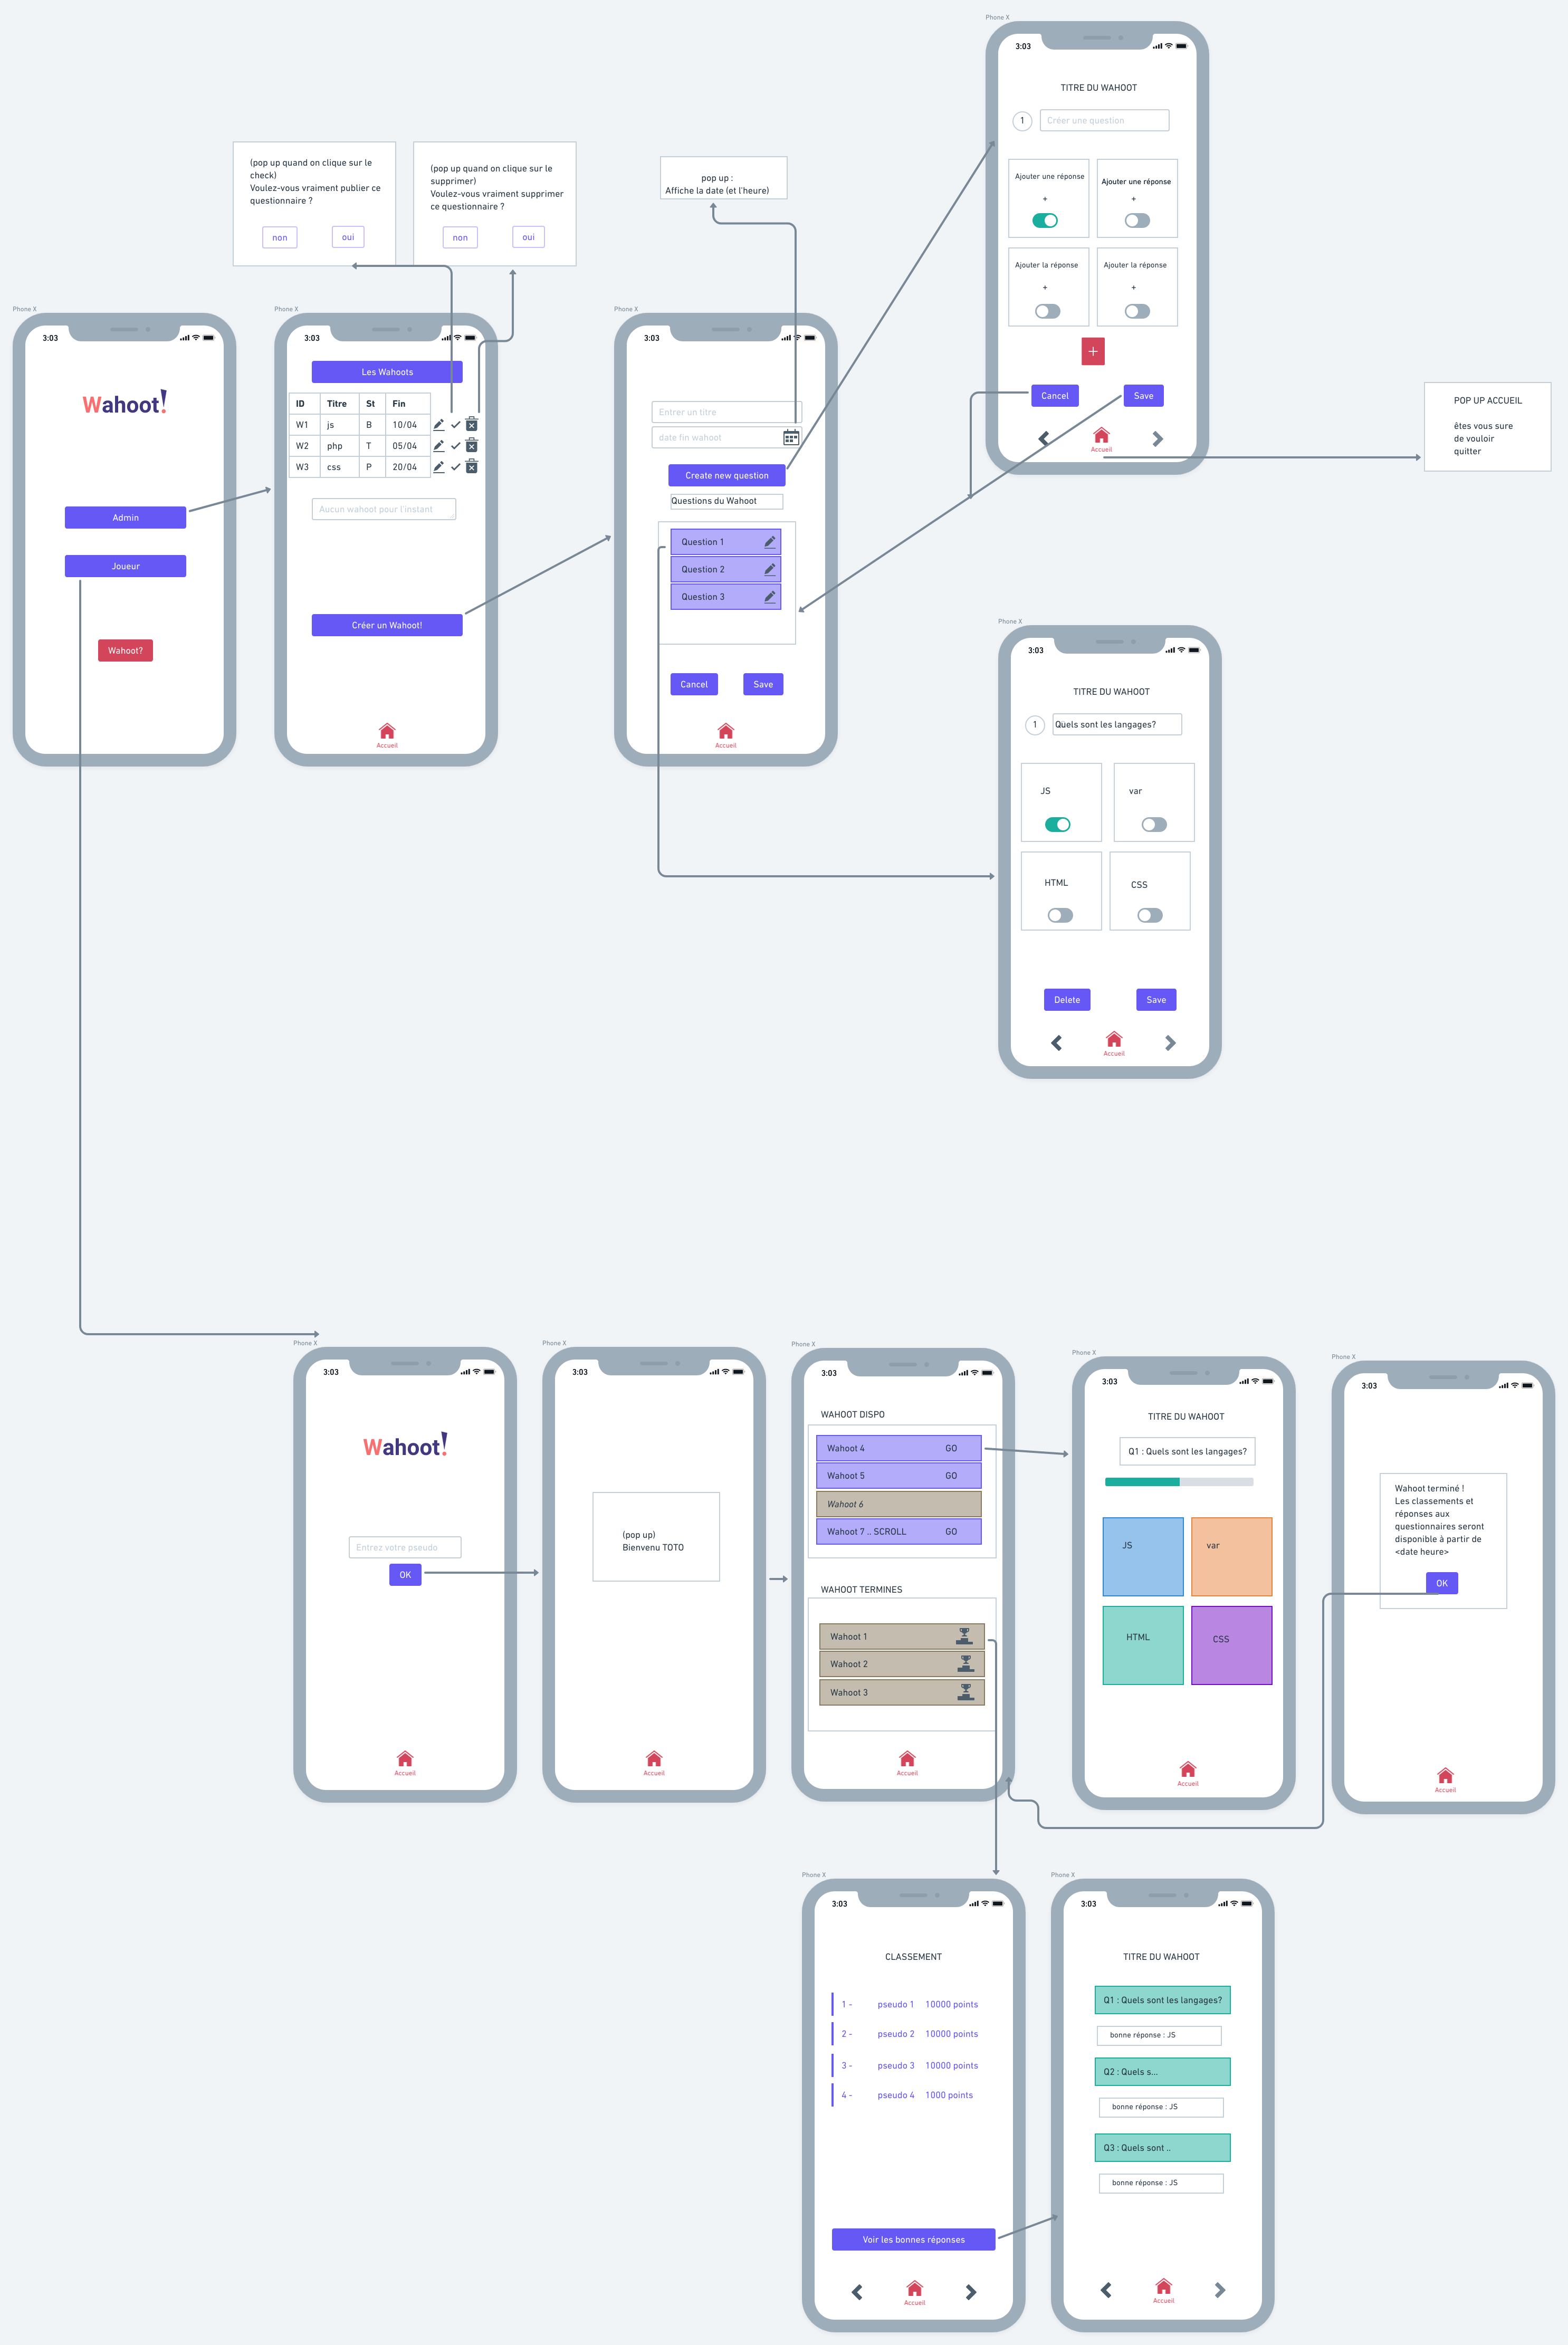 Phone X
3:03
TITRE DU WAHOOT
1
Créer une question
Ajouter une réponse
+
Ajouter une réponse
+
Ajouter la réponse
+
Ajouter la réponse
+
Cancel
Save
Accueil
(pop up quand on clique sur le
check)
Voulez-vous vraiment publier ce
questionnaire ?
non
oui
(pop up quand on clique sur le
supprimer)
Voulez-vous vraiment supprimer
ce questionnaire ?
non
oui
pop up :
Affiche la date (et l'heure)
POP UP ACCUEIL
êtes vous sure
de vouloir
quitter
Phone X
3:03
Wahoot!
Admin
Joueur
Wahoot?
Phone X
3:03
Les Wahoots
ID Titre St Fin
W1 js B 10/04
W2 php T 05/04
W3 css P 20/04
Aucun wahoot pour l'instant
Créer un Wahoot!
Accueil
Phone X
3:03
Entrer un titre
date fin wahoot
Create new question
Questions du Wahoot
Question 1
Question 2
Question 3
Cancel
Save
Accueil
Phone X
3:03
TITRE DU WAHOOT
1
Quels sont les langages?
JS
var
HTML
CSS
Delete
Save
Accueil
Phone X
3:03
Wahoot!
Entrez votre pseudo
OK
Accueil
Phone X
3:03
(pop up)
Bienvenu TOTO
Accueil
Phone X
3:03
WAHOOT DISPO
Wahoot 4 GO
Wahoot 5 GO
Wahoot 6
Wahoot 7 .. SCROLL GO
WAHOOT TERMINES
Wahoot 1
Wahoot 2
Wahoot 3
Accueil
Phone X
3:03
TITRE DU WAHOOT
Q1 : Quels sont les langages?
JS
var
HTML
CSS
Accueil
Phone X
3:03
Wahoot terminé !
Les classements et
réponses aux
questionnaires seront
disponible à partir de
<date heure>
OK
Accueil
Phone X
3:03
CLASSEMENT
1 - pseudo 1 10000 points
2 - pseudo 2 10000 points
3 - pseudo 3 10000 points
4 - pseudo 4 1000 points
Voir les bonnes réponses
Accueil
Phone X
3:03
TITRE DU WAHOOT
Q1 : Quels sont les langages?
bonne réponse : JS
Q2 : Quels s...
bonne réponse : JS
Q3 : Quels sont ..
bonne réponse : JS
Accueil